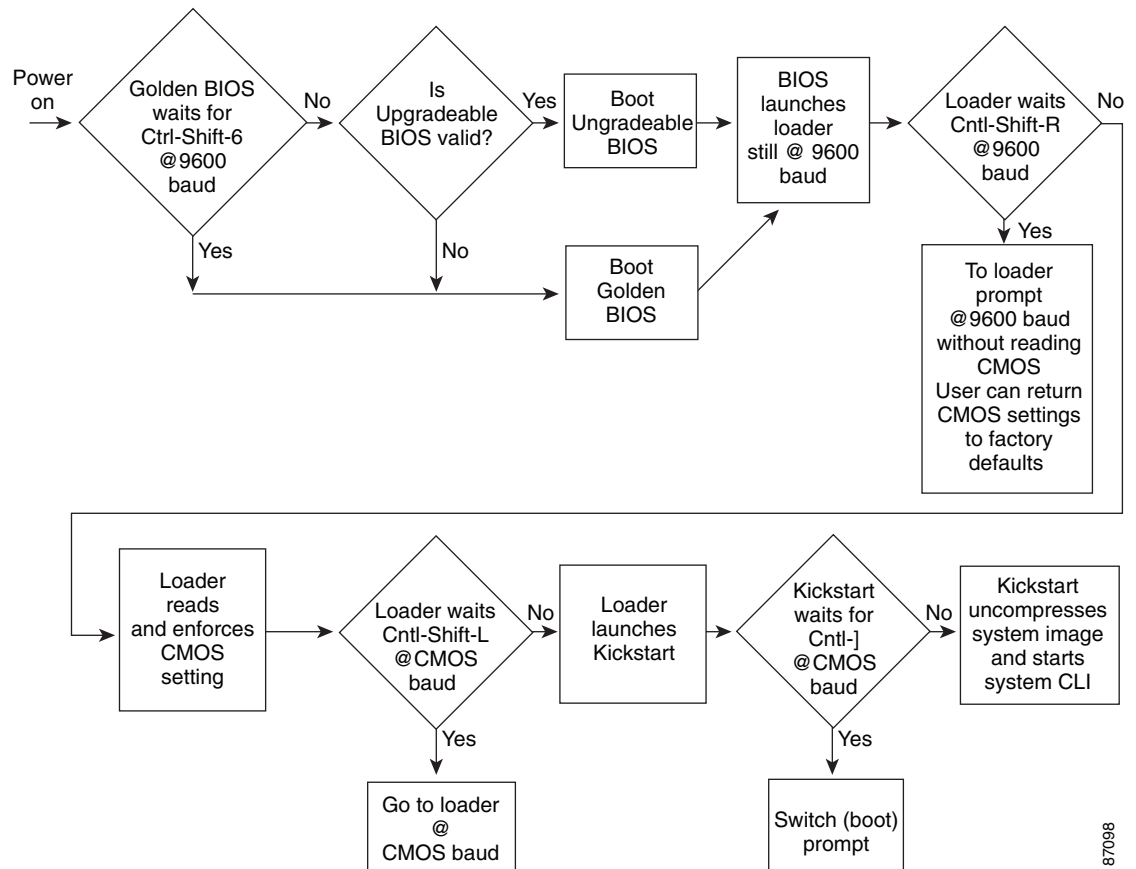 Power
on
Golden BIOS
waits for
Ctrl-Shift-6
@9600
baud
No
Yes
Is
Upgradeable
BIOS valid?
Yes
No
Boot
Ungradeable
BIOS
Boot
Golden
BIOS
BIOS
launches
loader
still @ 9600
baud
Loader waits
Cntl-Shift-R
@9600
baud
No
Yes
To loader
prompt
@9600 baud
without reading
CMOS
User can return
CMOS settings
to factory
defaults
Loader
reads
and enforces
CMOS
setting
Loader waits
Cntl-Shift-L
@CMOS
baud
No
Yes
Go to loader
@
CMOS baud
Loader
launches
Kickstart
Kickstart
waits for
Cntl-]
@CMOS
baud
No
Yes
Switch (boot)
prompt
Kickstart
uncompresses
system image
and starts
system CLI
87098